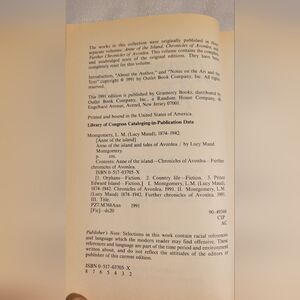 The works in this collection were originally published in three
separate volumes: Anne of the Island, Chronicles of Avonlea, and
Further Chronicles of Avonlea. This volume contains the complete
and unabridged texts of the original editions. They have been
completely reset for this volume.
Introduction, "About the Author," and "Notes on the Art and the
Text" copyright © 1991 by Outlet Book Company, Inc.
This 1991 edition is published by Gramercy Books, distributed by
Outlet Book Company, Inc., a Random House Company,
Engelhard Avenue, Avenel, New Jersey 07001.
Printed and bound in the United States of America.
Library of Congress Cataloging-in-Publication Data
Montgomery, L. M. (Lucy Maud), 1874-1942.
[Anne of the island]
Anne of the island and tales of Avonlea / by Lucy Maud
Montgomery.
p. cm.
Contents: Anne of the island—Chronicles of Avonlea—Further
chronicles of Avonlea.
ISBN 0-517-03705-X
[1. Orphans—Fiction. 2. Country life—Fiction. 3. Prince
Edward Island—Fiction.] I. Montgomery, L. M. (Lucy Maud),
1874-1942. Chronicles of Avonlea. 1991. II. Montgomery, L. M.
(Lucy Maud), 1874-1942. Further chronicles of Avonlea. 1991.
III. Title.
PZ7.M768Ann 1991
[Fic]—dc20
90-49348
CIP
AC
Publisher's Note: Selections in this work contain racial references
and language which the modern reader may find offensive. These
references and language are part of the time period and environment
written about, and do not reflect the attitudes of the editors or
publisher of this current edition.
ISBN 0-517-03705-X
8 7 6 5 4 3 2